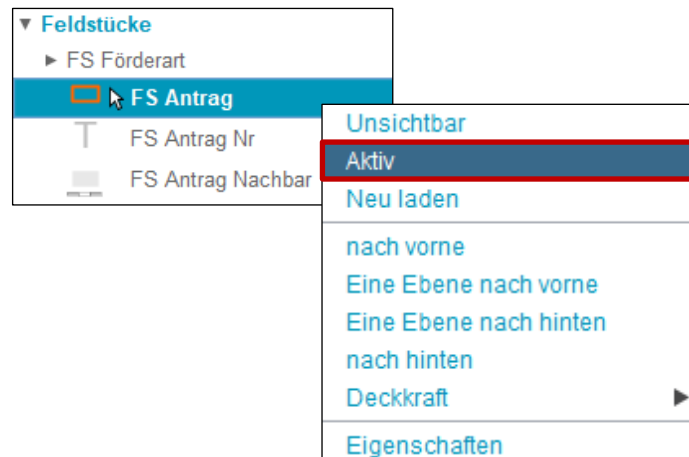 Feldstücke
FS Förderart
FS Antrag
FS Antrag Nr
FS Antrag Nachbar
Unsichtbar
Aktiv
Neu laden
nach vorne
Eine Ebene nach vorne
Eine Ebene nach hinten
nach hinten
Deckkraft
Eigenschaften